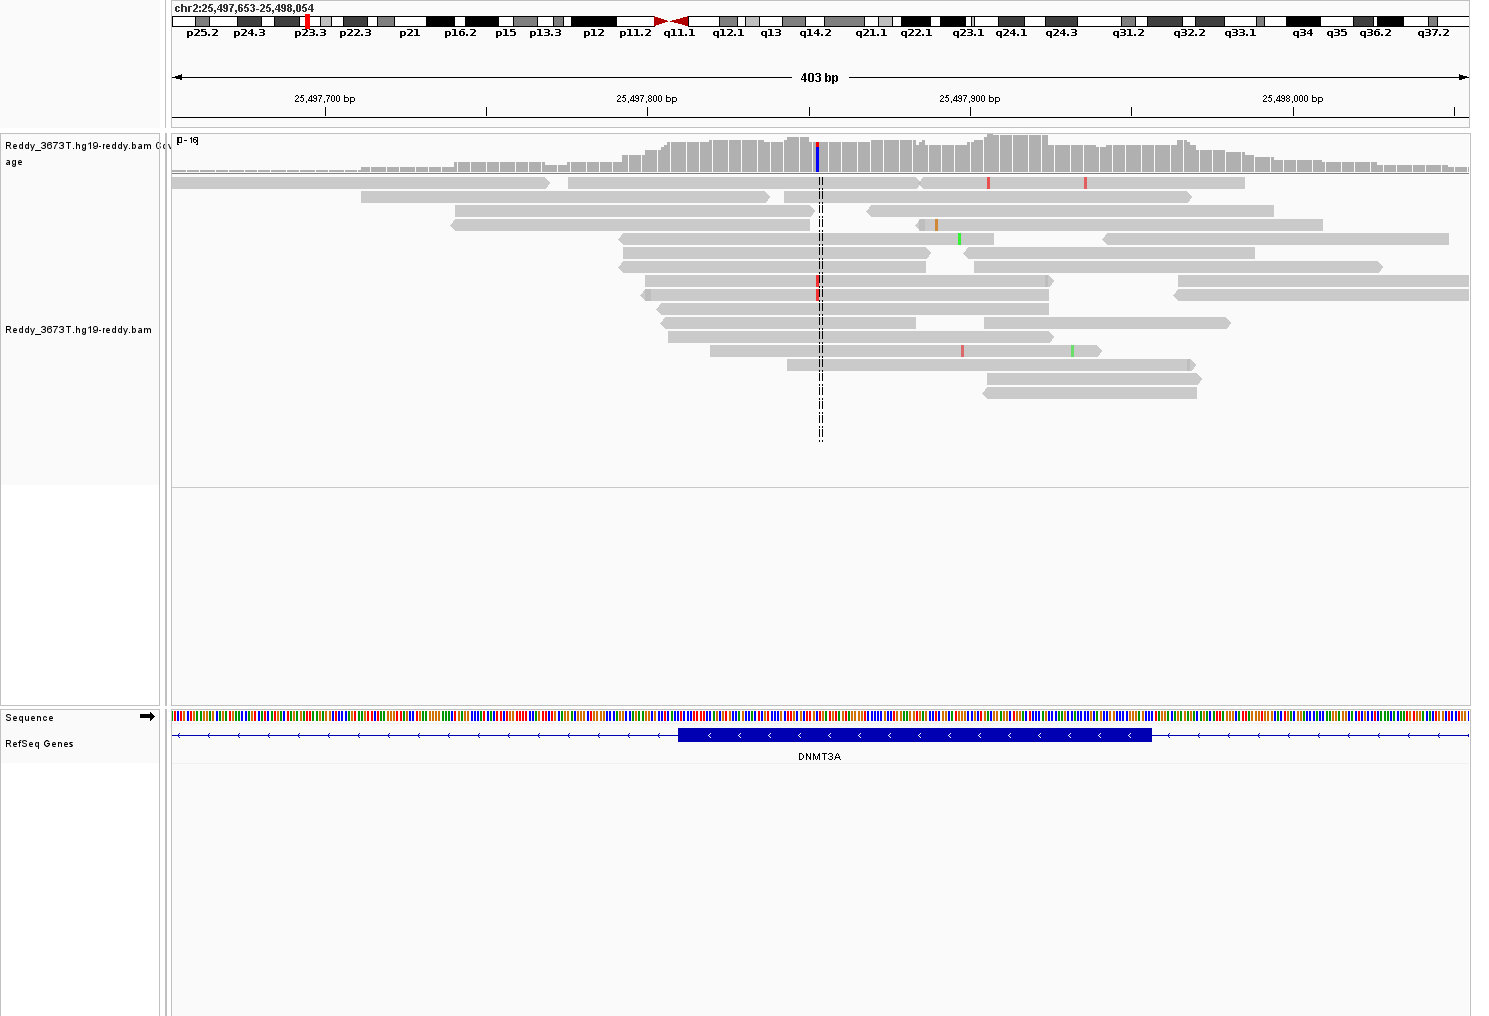 chr2:25,497,653-25,498,054
p25.2 p24.3 p23.3 p22.3 p21 p16.2 p15 p13.3 p12 p11.2 q11.1 q12.1 q13 q14.2 q21.1 q22.1 q23.1 q24.1 q24.3 q31.2 q32.2 q33.1 q34 q35 q36.2 q37.2
403 bp
25,497,700 bp 25,497,800 bp 25,497,900 bp 25,498,000 bp
[0 - 16]
Reddy_3673T.hg19-reddy.bam Cov
age
Reddy_3673T.hg19-reddy.bam
Sequence
RefSeq Genes
DNMT3A